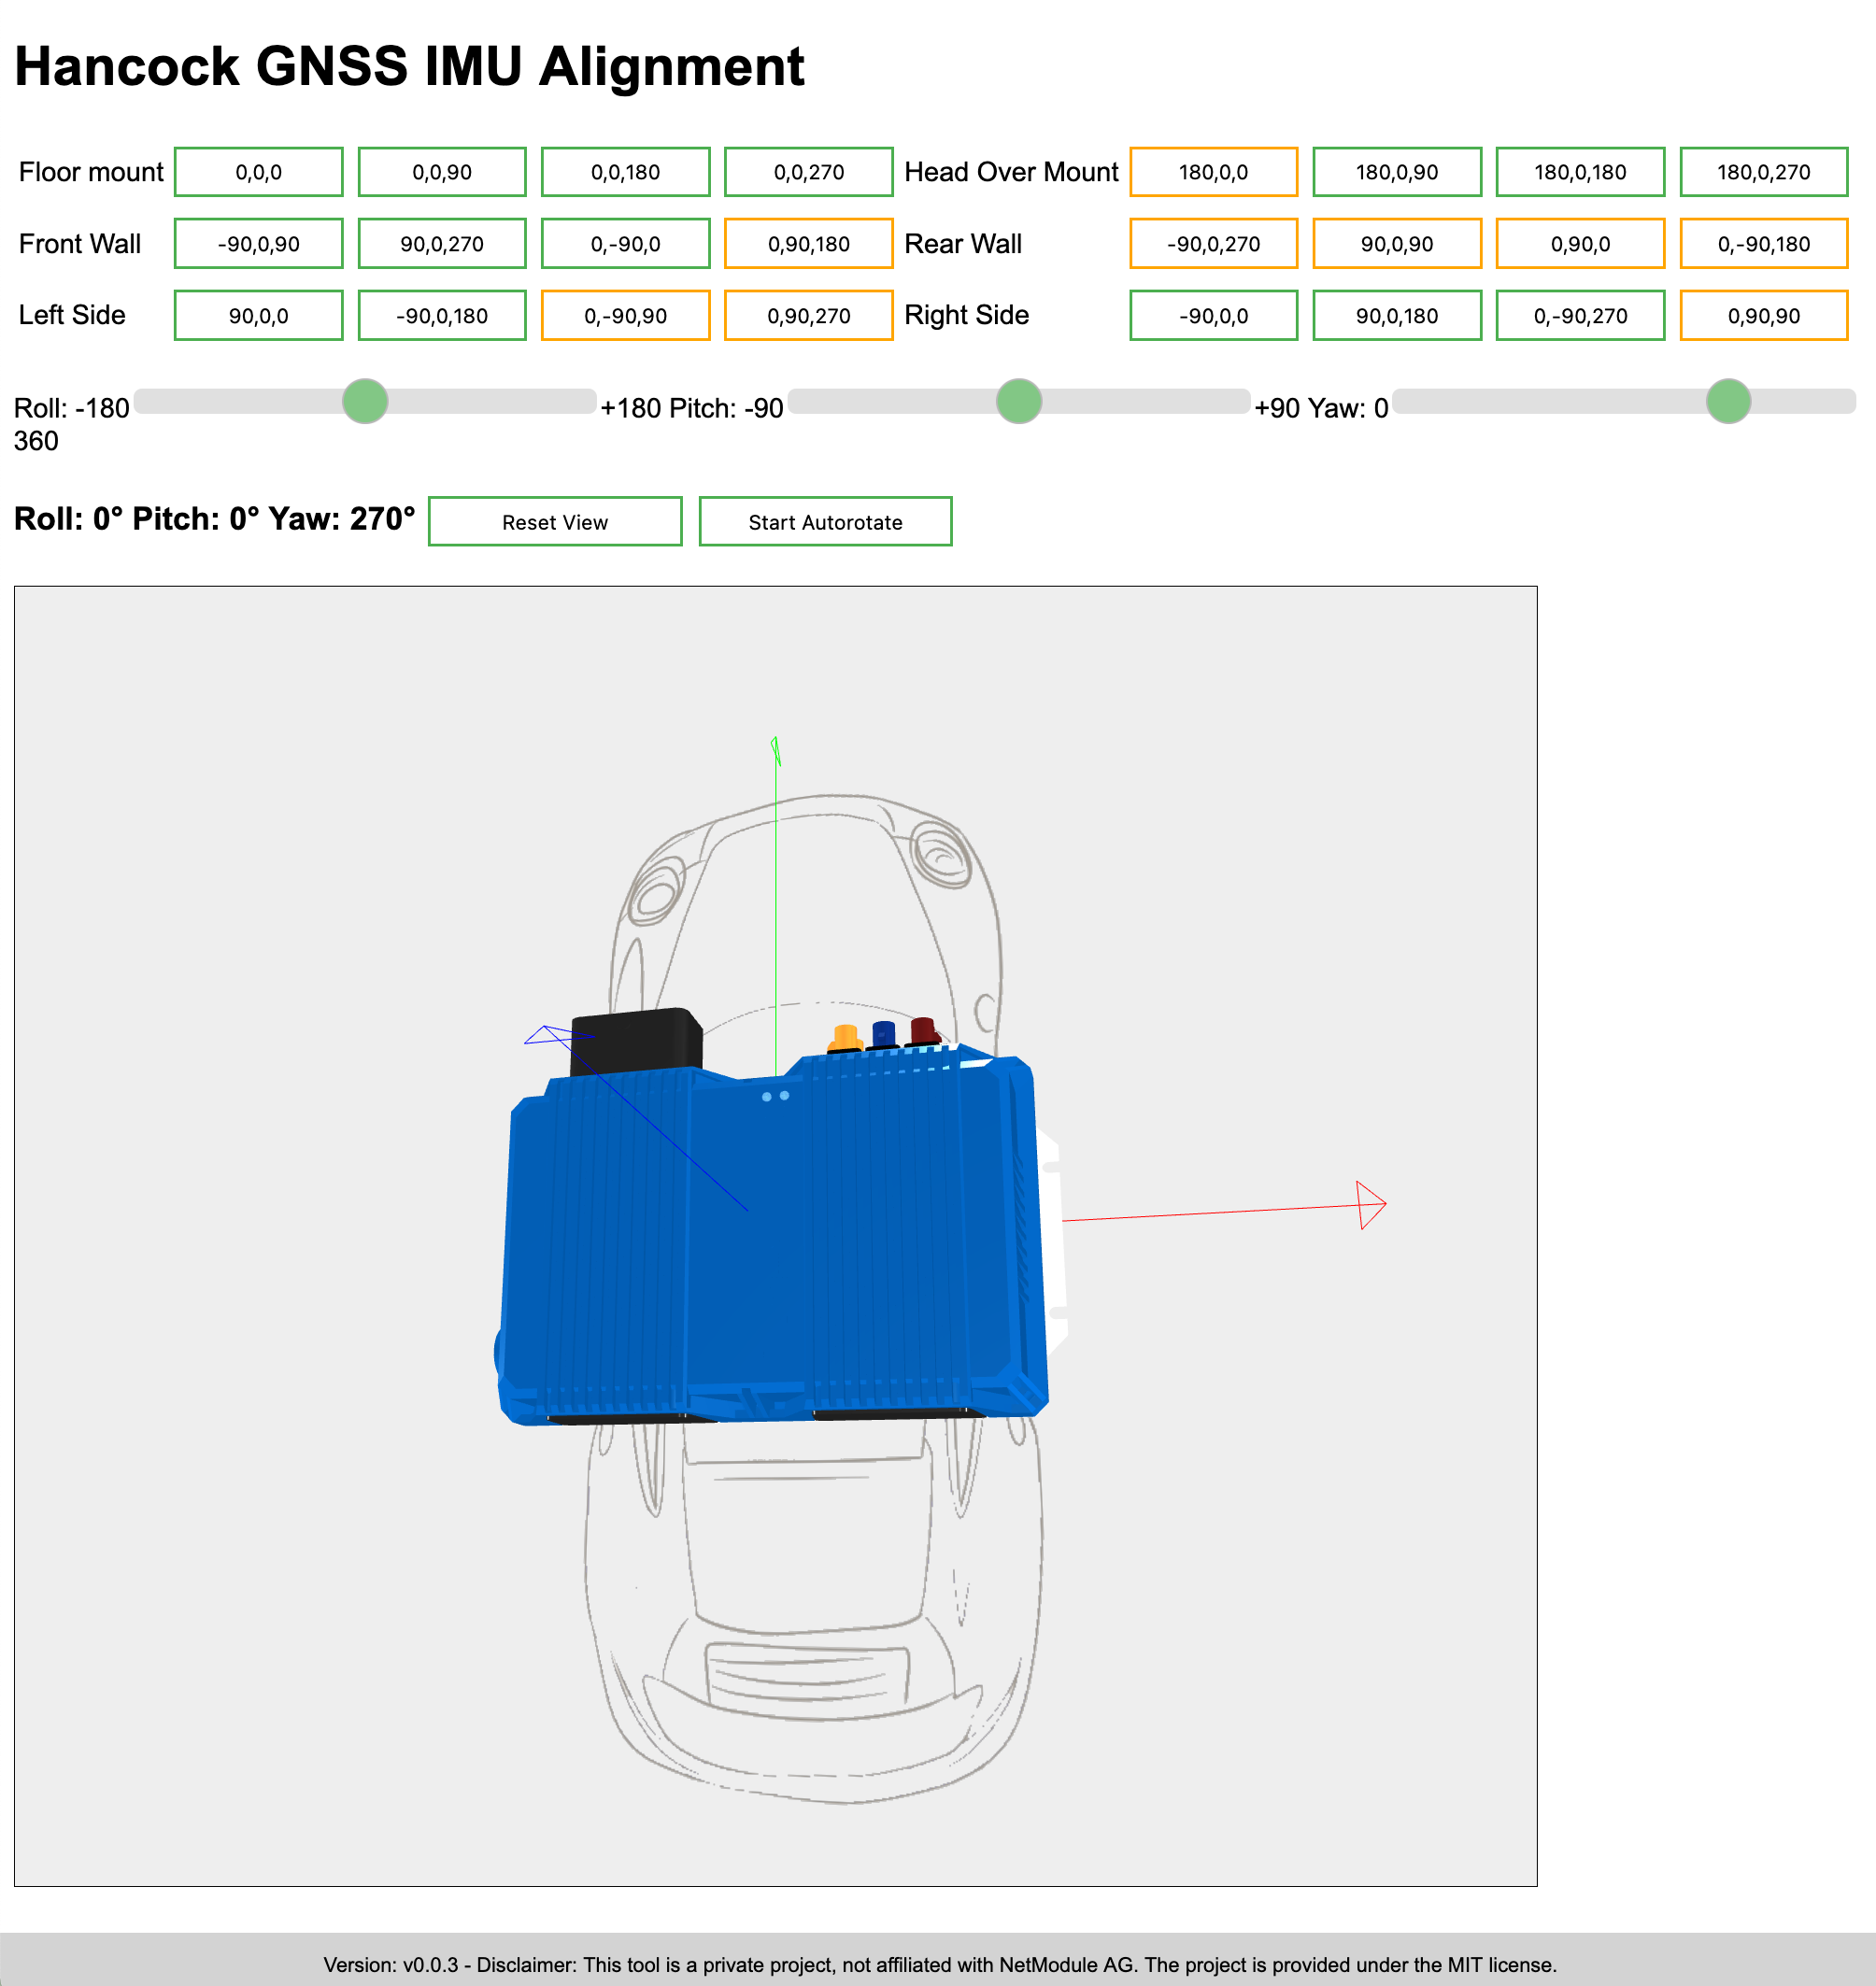 Hancock GNSS IMU Alignment
Floor mount 0,0,0 0,0,90 0,0,180 0,0,270 Head Over Mount 180,0,0 180,0,90 180,0,180 180,0,270
Front Wall -90,0,90 90,0,270 0,-90,0 0,90,180 Rear Wall -90,0,270 90,0,90 0,90,0 0,-90,180
Left Side 90,0,0 -90,0,180 0,-90,90 0,90,270 Right Side -90,0,0 90,0,180 0,-90,270 0,90,90
Roll: -180 +180 Pitch: -90 +90 Yaw: 0
360
Roll: 0° Pitch: 0° Yaw: 270° Reset View Start Autorotate
Version: v0.0.3 - Disclaimer: This tool is a private project, not affiliated with NetModule AG. The project is provided under the MIT license.